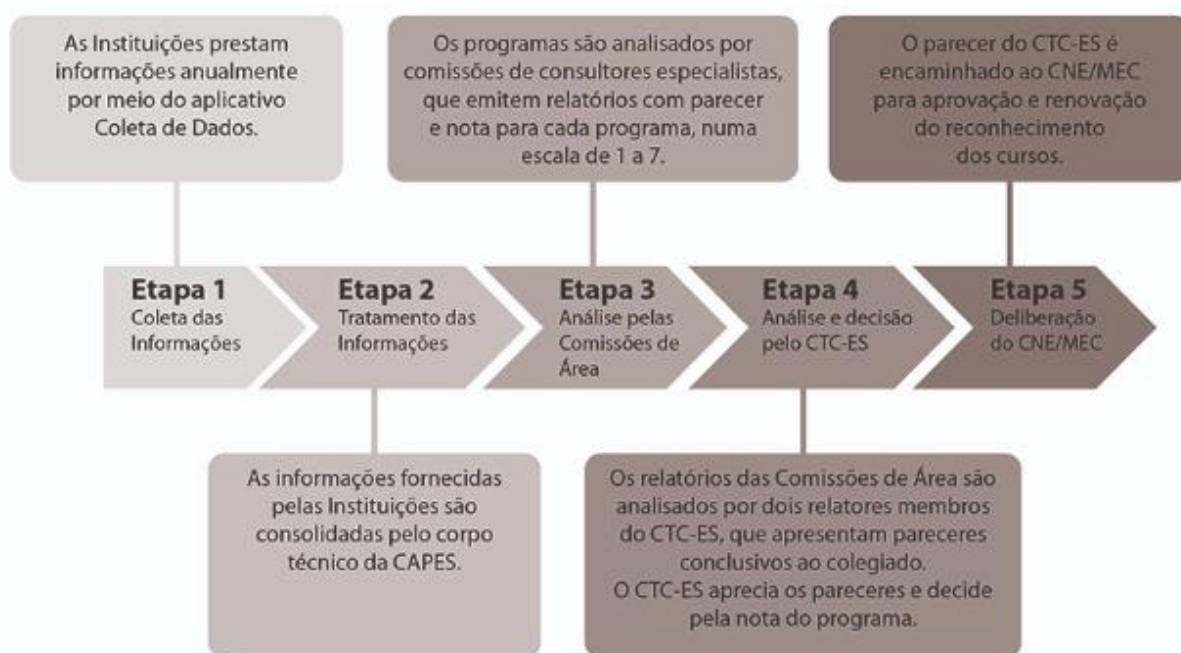 As Instituições prestam
informações anualmente
por meio do aplicativo
Coleta de Dados.
Os programas são analisados por
comissões de consultores especialistas,
que emitem relatórios com parecer
e nota para cada programa, numa
escala de 1 a 7.
O parecer do CTC-ES é
encaminhado ao CNE/MEC
para aprovação e renovação
do reconhecimento
dos cursos.
Etapa 1
Coleta das
Informações
Etapa 2
Tratamento das
Informações
Etapa 3
Análise pelas
Comissões de
Área
Etapa 4
Análise e decisão
pelo CTC-ES
Etapa 5
Deliberação
do CNE/MEC
As informações fornecidas
pelas Instituições são
consolidadas pelo corpo
técnico da CAPES.
Os relatórios das Comissões de Área são
analisados por dois relatores membros
do CTC-ES, que apresentam pareceres
conclusivos ao colegiado.
O CTC-ES aprecia os pareceres e decide
pela nota do programa.